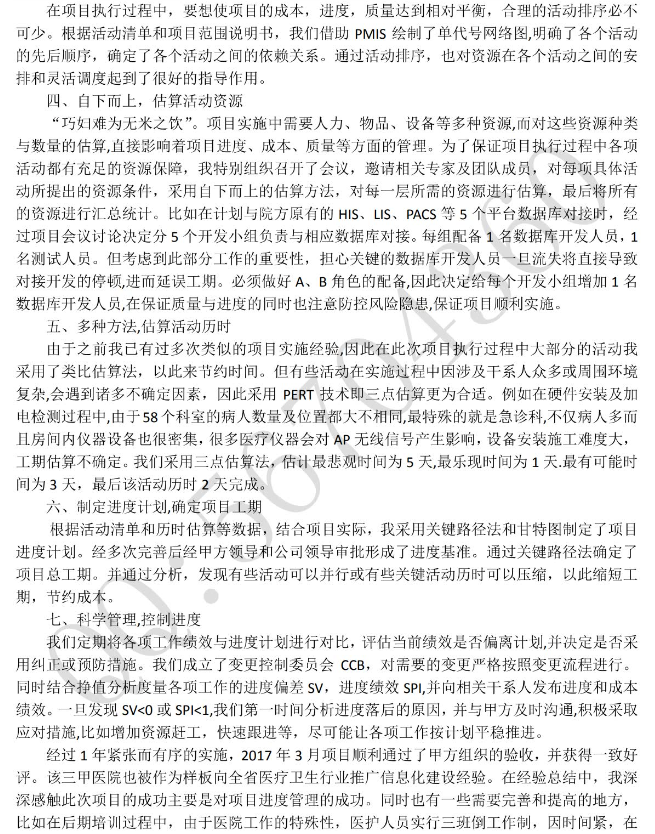 在项目执行过程中，要想使项目的成本，进度，质量达到相对平衡，合理的活动排序必不
可少。根据活动清单和项目范围说明书，我们借助 PMIS 绘制了单代号网络图,明确了各个活动
的先后顺序，确定了各个活动之间的依赖关系。通过活动排序，也对资源在各个活动之间的安
排和灵活调度起到了很好的指导作用。
四、自下而上，估算活动资源
“巧妇难为无米之饮”。项目实施中需要人力、物品、设备等多种资源,而对这些资源种类
与数量的估算,直接影响着项目进度、成本、质量等方面的管理。为了保证项目执行过程中各项
活动都有充足的资源保障，我特别组织召开了会议，邀请相关专家及团队成员，对每项具体活
动所提出的资源条件，采用自下而上的估算方法，对每一层所需的资源进行估算，最后将所有
的资源进行汇总统计。比如在计划与院方原有的 HIS、LIS、PACS 等 5 个平台数据库对接时，经
过项目会议讨论决定分 5 个开发小组负责与相应数据库对接。每组配备 1 名数据库开发人员，1
名测试人员。但考虑到此部分工作的重要性，担心关键的数据库开发人员一旦流失将直接导致
对接开发的停顿,进而延误工期。必须做好 A、B 角色的配备,因此决定给每个开发小组增加 1 名
数据库开发人员,在保证质量与进度的同时也注意防控风险隐患,保证项目顺利实施。
五、多种方法,估算活动历时
由于之前我已有过多次类似的项目实施经验,因此在此次项目执行过程中大部分的活动我
采用了类比估算法，以此来节约时间。但有些活动在实施过程中因涉及干系人众多或周围环境
复杂,会遇到诸多不确定因素，因此采用 PERT 技术即三点估算更为合适。例如在硬件安装及加
电检测过程中,由于 58 个科室的病人数量及位置都大不相同,最特殊的就是急诊科,不仅病人多而
且房间内仪器设备也很密集，很多医疗仪器会对 AP 无线信号产生影响，设备安装施工难度大，
工期估算不确定。我们采用三点估算法，估计最悲观时间为 5 天,最乐现时间为 1 天.最有可能时
间为 3 天，最后该活动历时 2 天完成。
六、制定进度计划,确定项目工期
根据活动清单和历时估算等数据，结合项目实际，我采用关键路径法和甘特图制定了项目
进度计划。经多次完善后经甲方领导和公司领导审批形成了进度基准。通过关键路径法确定了
项目总工期。并通过分析，发现有些活动可以并行或有些关键活动历时可以压缩，以此缩短工
期，节约成本。
七、科学管理,控制进度
我们定期将各项工作绩效与进度计划进行对比，评估当前绩效是否偏离计划,并决定是否采
用纠正或预防措施。我们成立了变更控制委员会 CCB，对需要的变更严格按照变更流程进行。
同时结合挣值分析度量各项工作的进度偏差 SV，进度绩效 SPI,并向相关干系人发布进度和成本
绩效。一旦发现 SV<0 或 SPI<1,我们第一时间分析进度落后的原因，并与甲方及时沟通,积极采取
应对措施,比如增加资源赶工，快速跟进等，尽可能让各项工作按计划平稳推进。
经过 1 年紧张而有序的实施，2017 年 3 月项目顺利通过了甲方组织的验收，并获得一致好
评。该三甲医院也被作为样板向全省医疗卫生行业推广信息化建设经验。在经验总结中，我深
深感触此次项目的成功主要是对项目进度管理的成功。同时也有一些需要完善和提高的地方，
比如在后期培训过程中，由于医院工作的特殊性，医护人员实行三班倒工作制，因时间紧，在